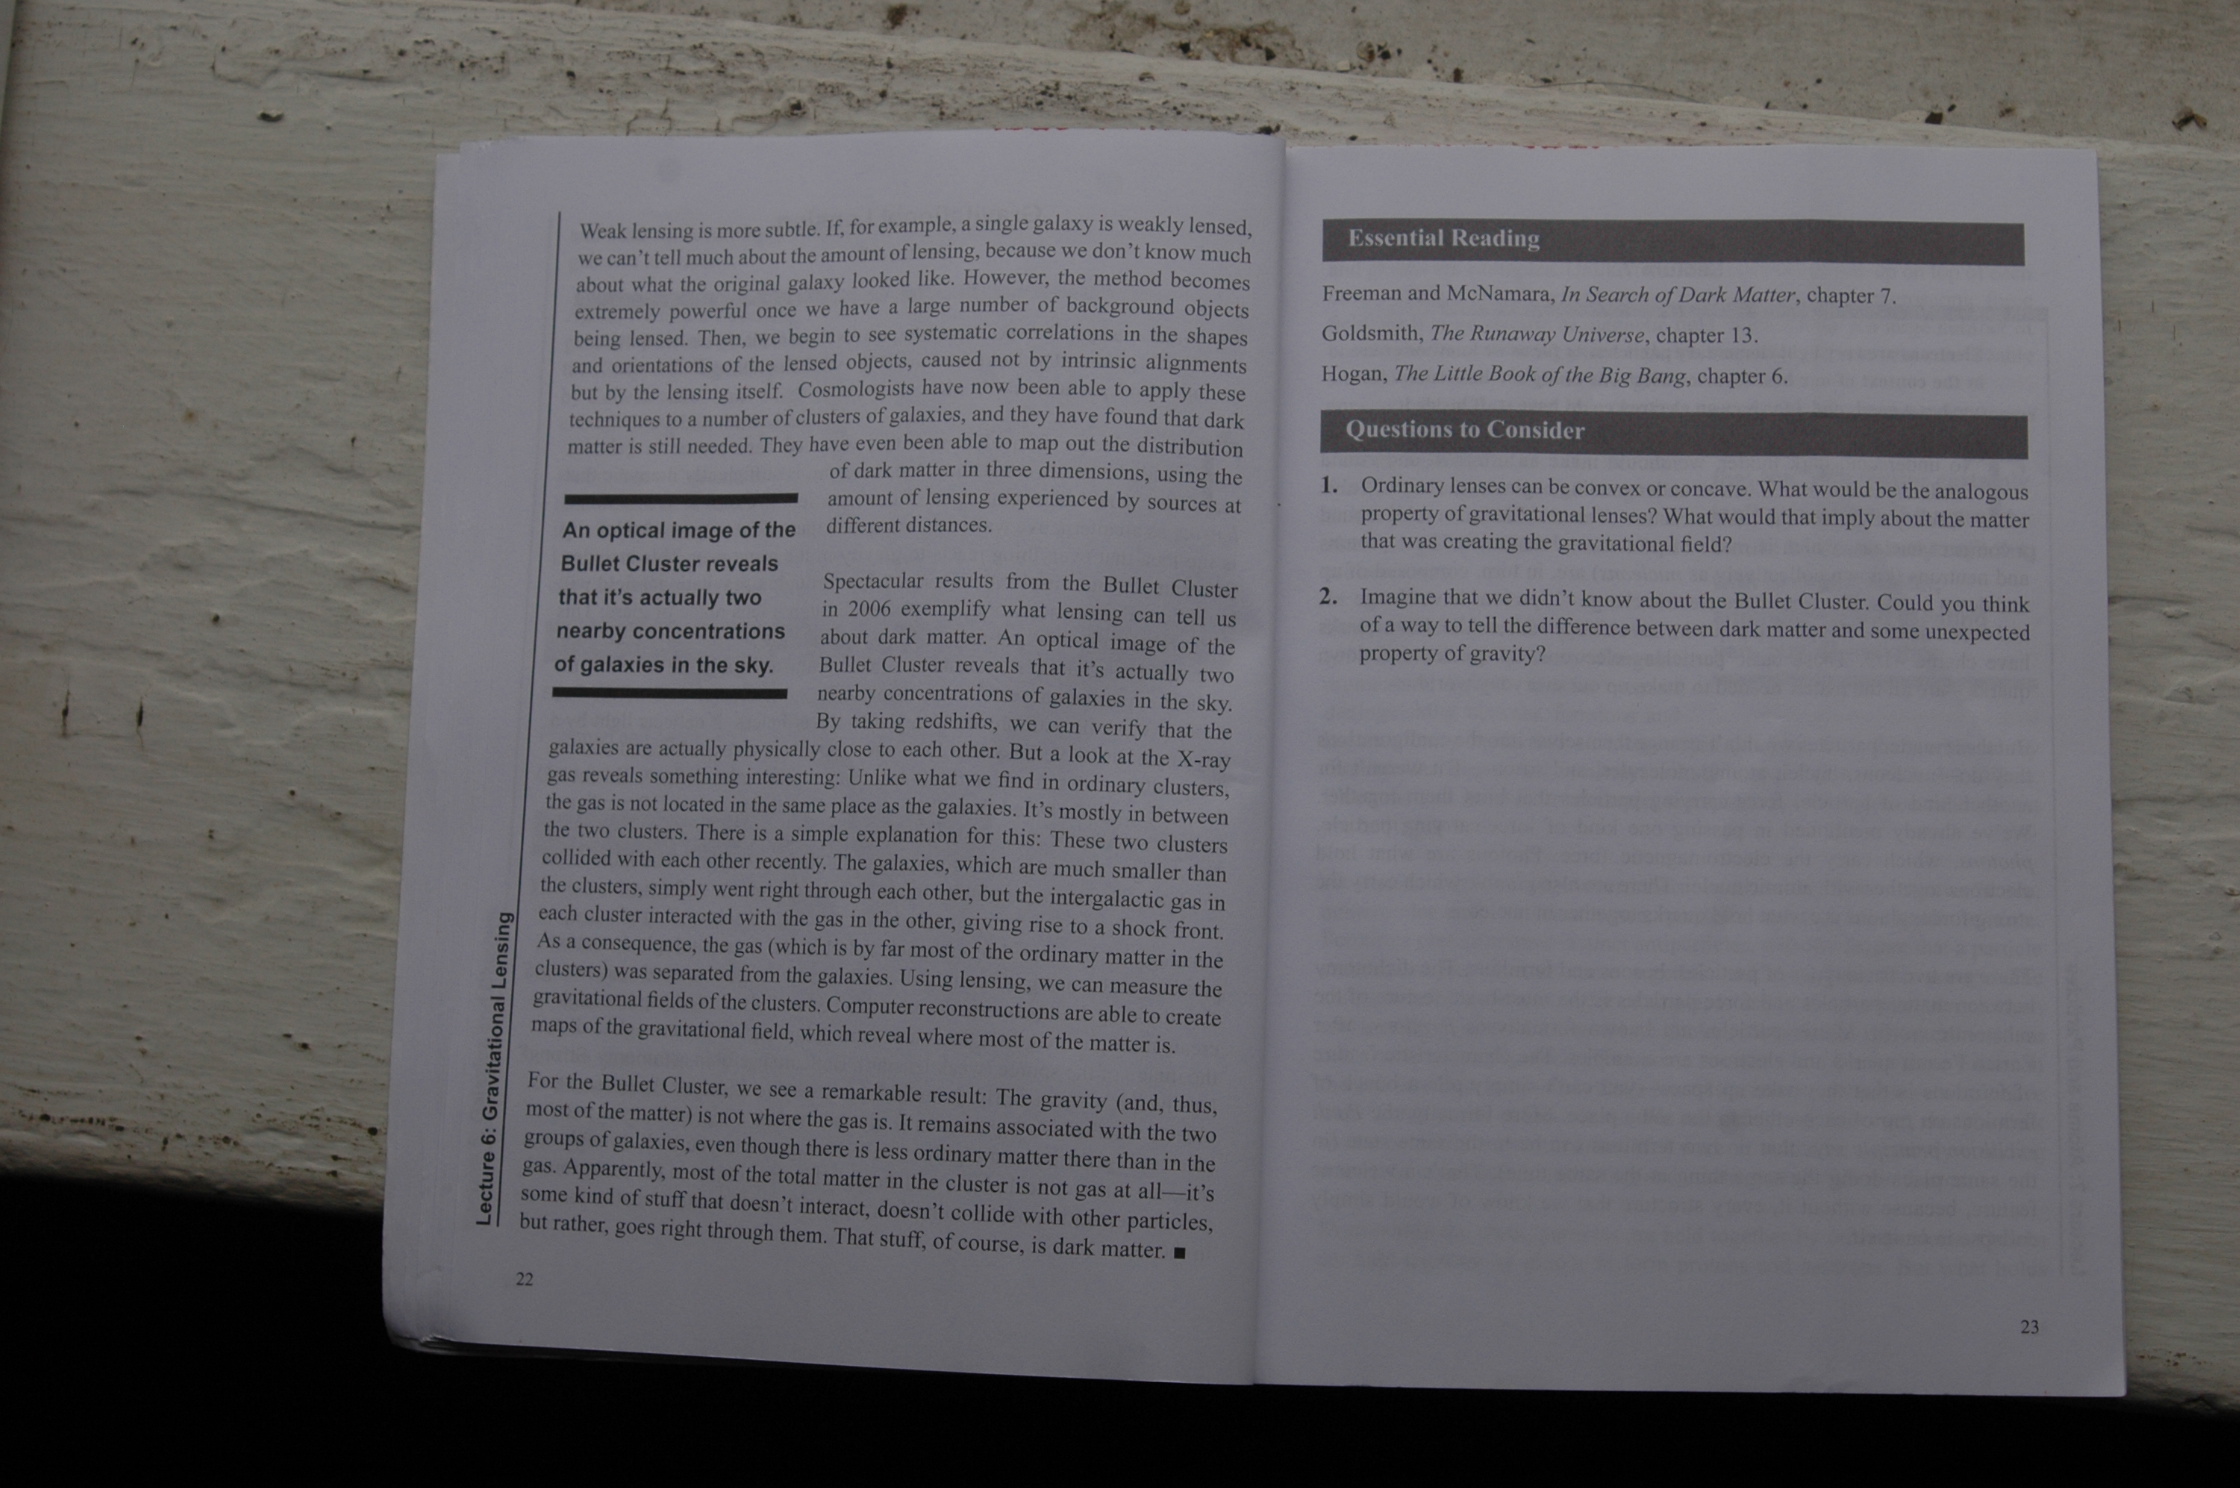 Weak lensing is more subtle. If, for example, a single galaxy is weakly lensed,
we can't tell much about the amount of lensing, because we don't know much
about what the original galaxy looked like. However, the method becomes
extremely powerful once we have a large number of background objects
being lensed. Then, we begin to see systematic correlations in the shapes
and orientations of the lensed objects, caused not by intrinsic alignments
but by the lensing itself. Cosmologists have now been able to apply these
techniques to a number of clusters of galaxies, and they have found that dark
matter is still needed. They have even been able to map out the distribution
of dark matter in three dimensions, using the
amount of lensing experienced by sources at
different distances.
An optical image of the
Bullet Cluster reveals
that it's actually two
nearby concentrations
of galaxies in the sky.
Spectacular results from the Bullet Cluster
in 2006 exemplify what lensing can tell us
about dark matter. An optical image of the
Bullet Cluster reveals that it's actually two
nearby concentrations of galaxies in the sky.
By taking redshifts, we can verify that the
galaxies are actually physically close to each other. But a look at the X-ray
gas reveals something interesting: Unlike what we find in ordinary clusters,
the gas is not located in the same place as the galaxies. It's mostly in between
the two clusters. There is a simple explanation for this: These two clusters
collided with each other recently. The galaxies, which are much smaller than
the clusters, simply went right through each other, but the intergalactic gas in
each cluster interacted with the gas in the other, giving rise to a shock front.
As a consequence, the gas (which is by far most of the ordinary matter in the
clusters) was separated from the galaxies. Using lensing, we can measure the
gravitational fields of the clusters. Computer reconstructions are able to create
maps of the gravitational field, which reveal where most of the matter is.
For the Bullet Cluster, we see a remarkable result: The gravity (and, thus,
most of the matter) is not where the gas is. It remains associated with the two
groups of galaxies, even though there is less ordinary matter there than in the
gas. Apparently, most of the total matter in the cluster is not gas at all—it's
some kind of stuff that doesn't interact, doesn't collide with other particles,
but rather, goes right through them. That stuff, of course, is dark matter. ■
Lecture 6: Gravitational Lensing
22
Essential Reading
Freeman and McNamara, In Search of Dark Matter, chapter 7.
Goldsmith, The Runaway Universe, chapter 13.
Hogan, The Little Book of the Big Bang, chapter 6.
Questions to Consider
1. Ordinary lenses can be convex or concave. What would be the analogous
property of gravitational lenses? What would that imply about the matter
that was creating the gravitational field?
2. Imagine that we didn't know about the Bullet Cluster. Could you think
of a way to tell the difference between dark matter and some unexpected
property of gravity?
23